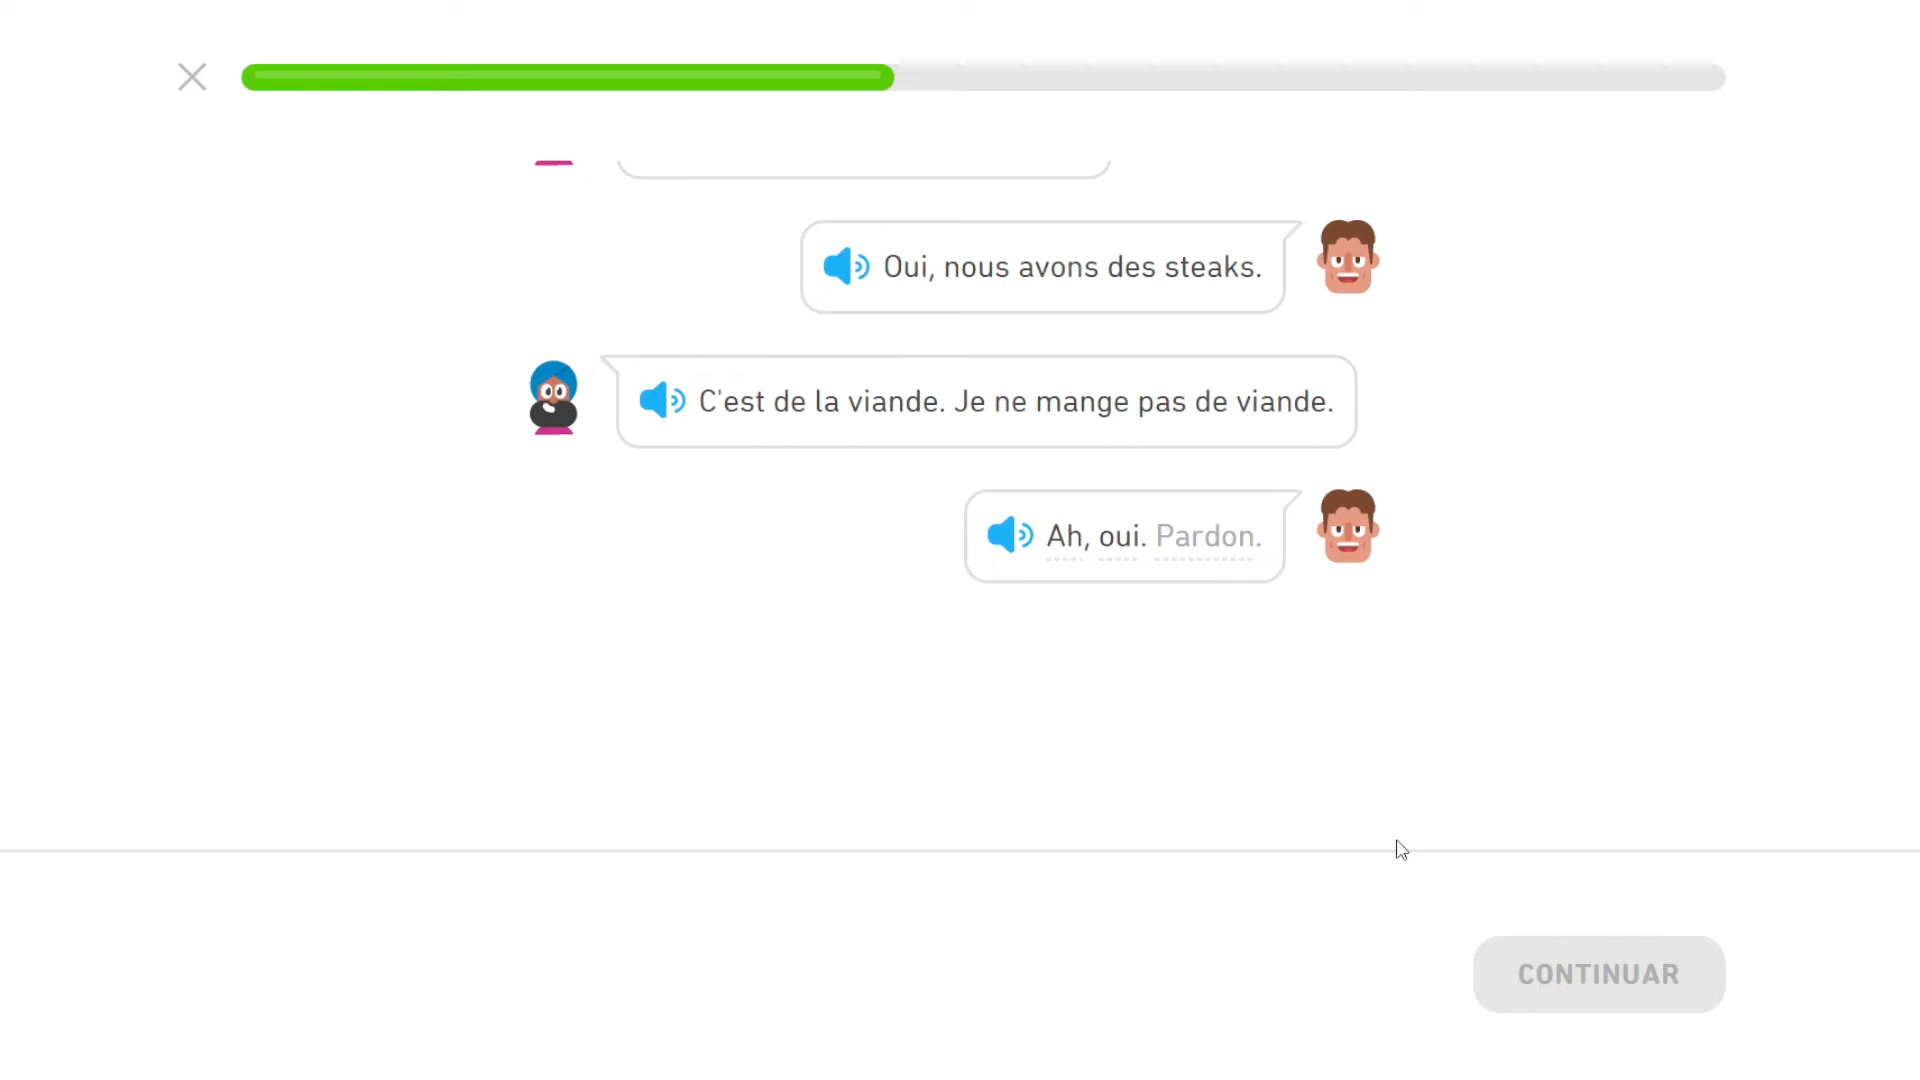 Oui, nous avons des steaks.
C'est de la viande. Je ne mange pas de viande.
Ah, oui. Pardon.
CONTINUAR